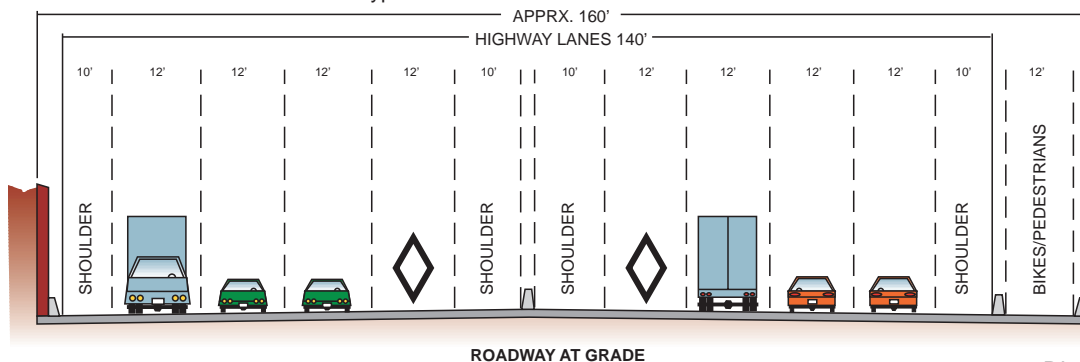 APPRX. 160'
HIGHWAY LANES 140'
10' 12' 12' 12' 12' 10' 10' 12' 12' 12' 12' 10' 12'
SHOULDER
SHOULDER
SHOULDER
SHOULDER
BIKES/PEDESTRIANS
ROADWAY AT GRADE